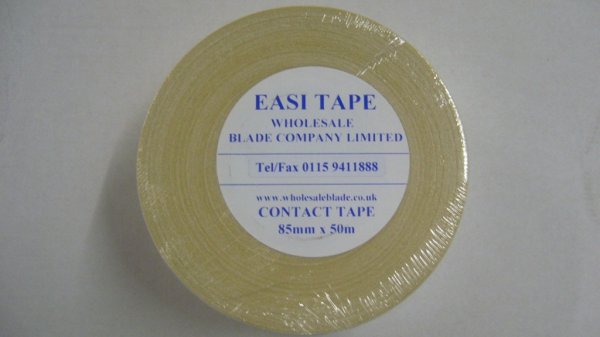 EASI TAPE
WHOLESALE
BLADE COMPANY LIMITED
Tel/Fax 0115 9411888
www.wholesaleblade.co.uk
CONTACT TAPE
85mm x 50m